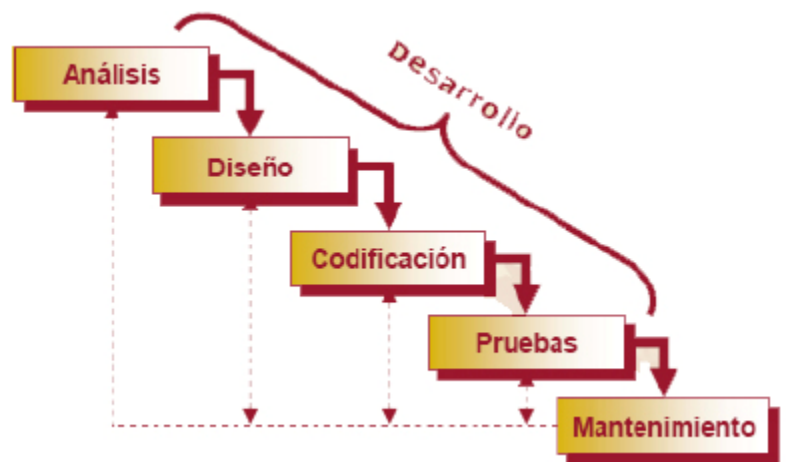 Desarrollo
Análisis
Diseño
Codificación
Pruebas
Mantenimiento